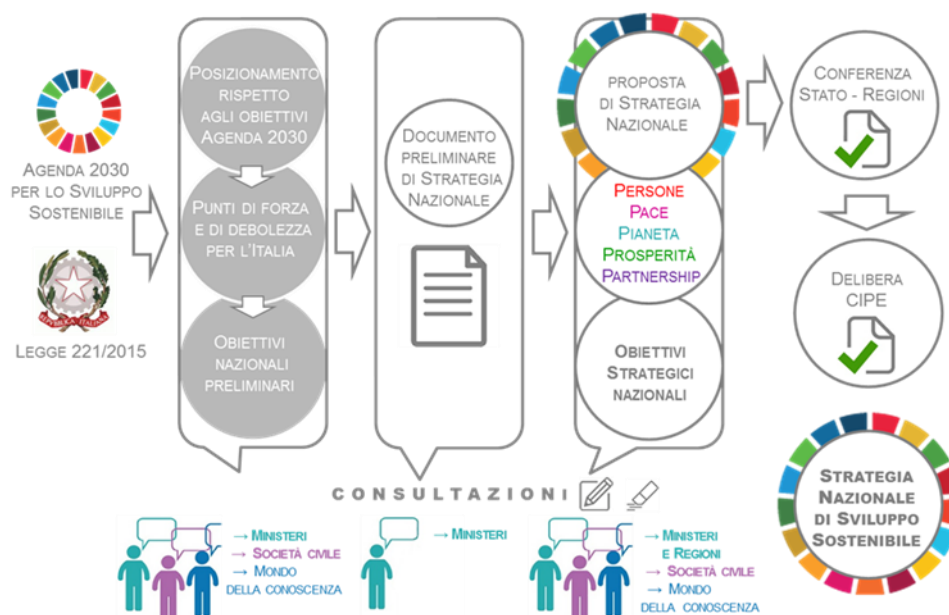 Agenda 2030
per lo Sviluppo
Sostenibile
REPVBBLICA ITALIANA
Legge 221/2015
Posizionamento
rispetto
agli obiettivi
Agenda 2030
Punti di forza
e di debolezza
per l'Italia
Obiettivi
nazionali
preliminari
Documento
preliminare
di Strategia
Nazionale
proposta
di Strategia
Nazionale
Persone
Pace
Pianeta
Prosperità
Partnership
Obiettivi
Strategici
nazionali
Conferenza
Stato - Regioni
Delibera
CIPE
Strategia
Nazionale
di Sviluppo
Sostenibile
CONSULTAZIONI
→ Ministeri
→ Società civile
→ Mondo
della conoscenza
→ Ministeri
→ Ministeri
e Regioni
→ Società civile
→ Mondo
della conoscenza